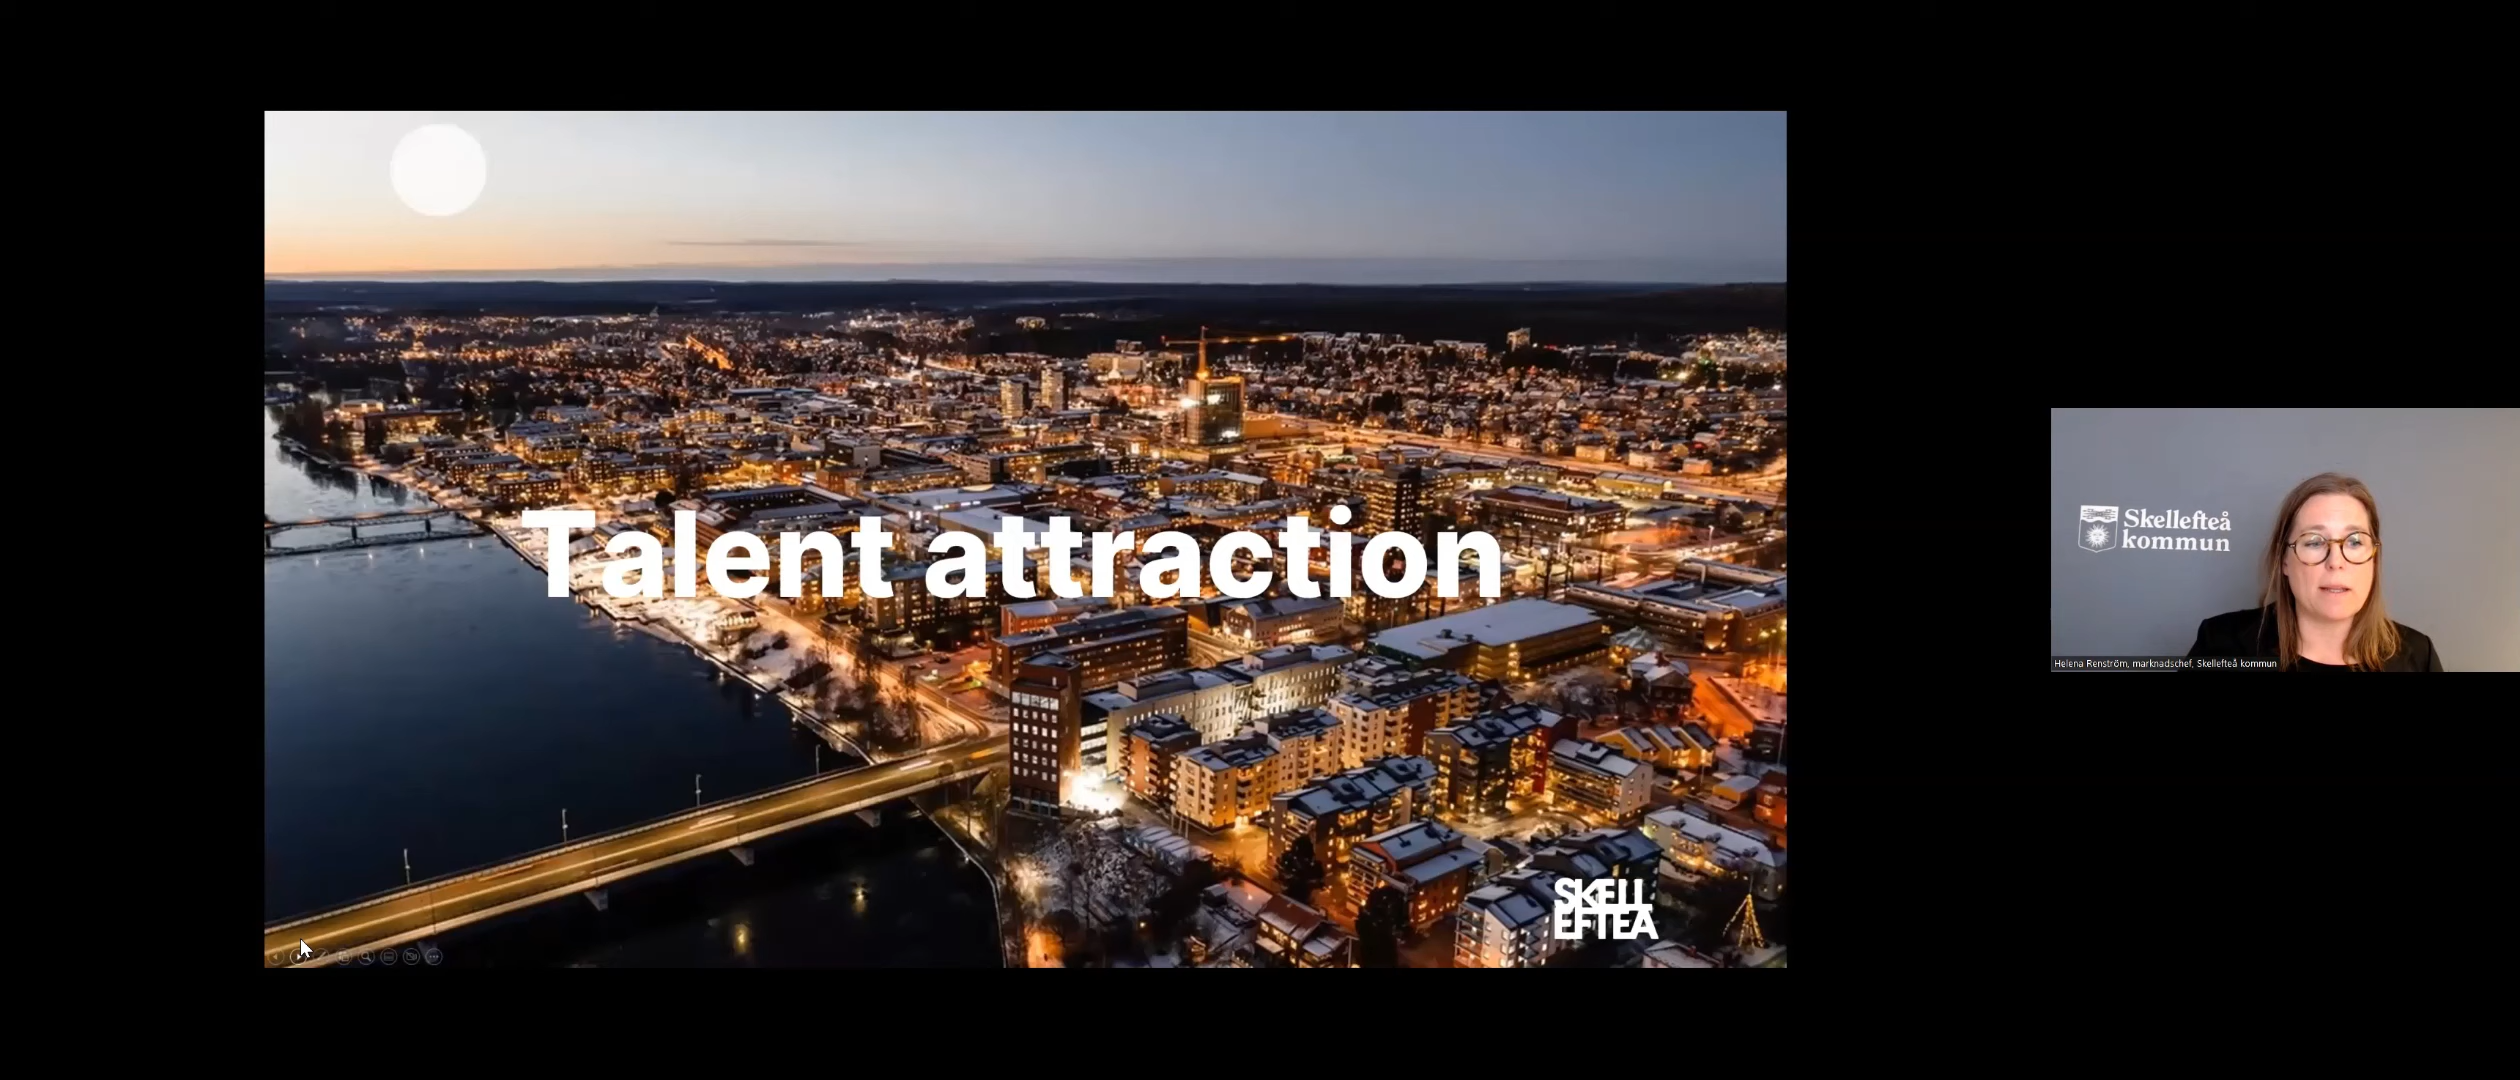 Talent attraction
SKELL
EFTEA
Skellefteå
kommun
Helena Renström, marknadschef, Skellefteå kommun